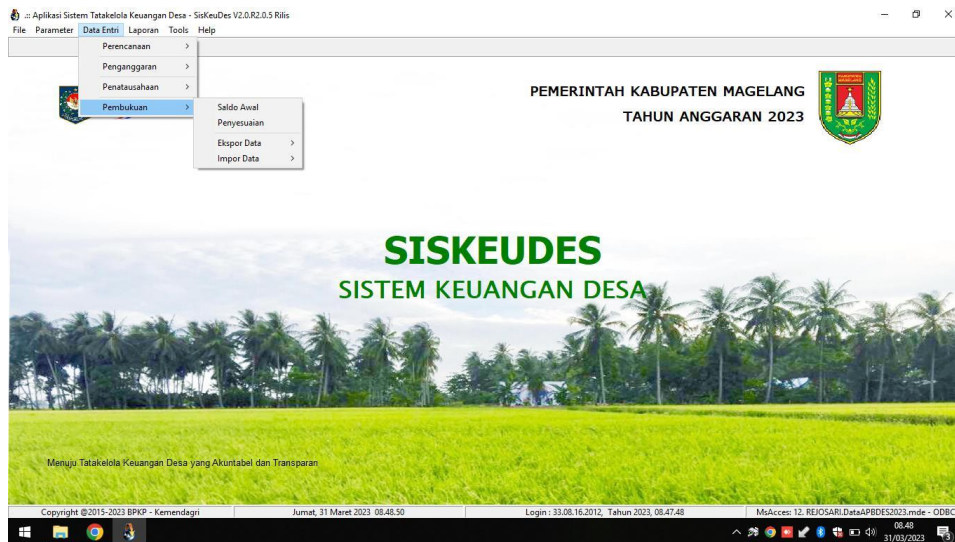 .:: Aplikasi Sistem Tatakelola Keuangan Desa - SisKeuDes V2.0.R2.0.5 Rilis
File Parameter Data Entri Laporan Tools Help
Perencanaan
Penganggaran
Penatausahaan
Pembukuan
Saldo Awal
Penyesuaian
Ekspor Data
Impor Data
PEMERINTAH KABUPATEN MAGELANG
TAHUN ANGGARAN 2023
SISKEUDES
SISTEM KEUANGAN DESA
Menuju Tatakelola Keuangan Desa yang Akuntabel dan Transparan
Copyright @2015-2023 BPKP - Kemendagri
Jumat, 31 Maret 2023 08.48.50
Login : 33.08.16.2012, Tahun 2023, 08.47.48
MsAcces: 12. REJOSARI.DataAPBDES2023.mde - ODBC
08.48
31/03/2023